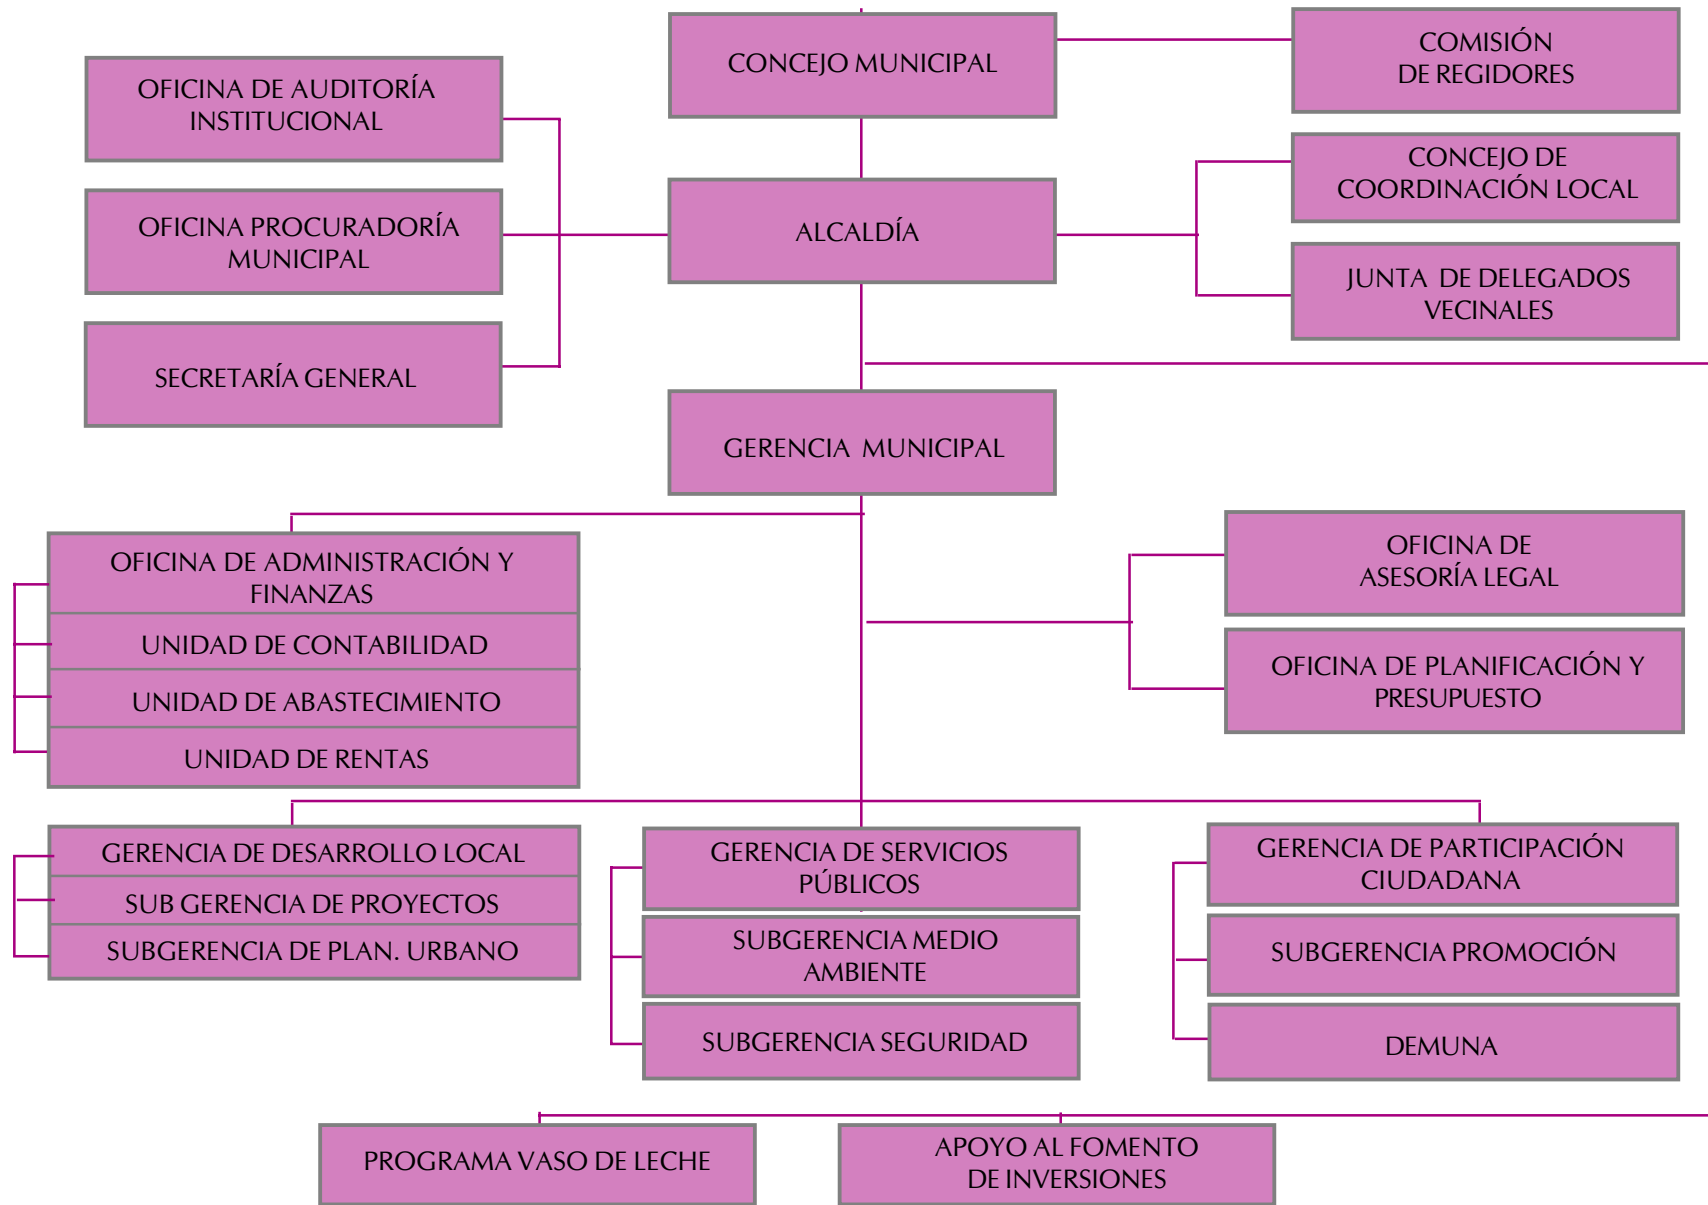 CONCEJO MUNICIPAL
COMISIÓN
DE REGIDORES
OFICINA DE AUDITORÍA
INSTITUCIONAL
CONCEJO DE
COORDINACIÓN LOCAL
OFICINA PROCURADORÍA
MUNICIPAL
ALCALDÍA
JUNTA DE DELEGADOS
VECINALES
SECRETARÍA GENERAL
GERENCIA MUNICIPAL
OFICINA DE ADMINISTRACIÓN Y
FINANZAS
UNIDAD DE CONTABILIDAD
UNIDAD DE ABASTECIMIENTO
UNIDAD DE RENTAS
OFICINA DE
ASESORÍA LEGAL
OFICINA DE PLANIFICACIÓN Y
PRESUPUESTO
GERENCIA DE DESARROLLO LOCAL
SUB GERENCIA DE PROYECTOS
SUBGERENCIA DE PLAN. URBANO
GERENCIA DE SERVICIOS
PÚBLICOS
SUBGERENCIA MEDIO
AMBIENTE
SUBGERENCIA SEGURIDAD
GERENCIA DE PARTICIPACIÓN
CIUDADANA
SUBGERENCIA PROMOCIÓN
DEMUNA
PROGRAMA VASO DE LECHE
APOYO AL FOMENTO
DE INVERSIONES